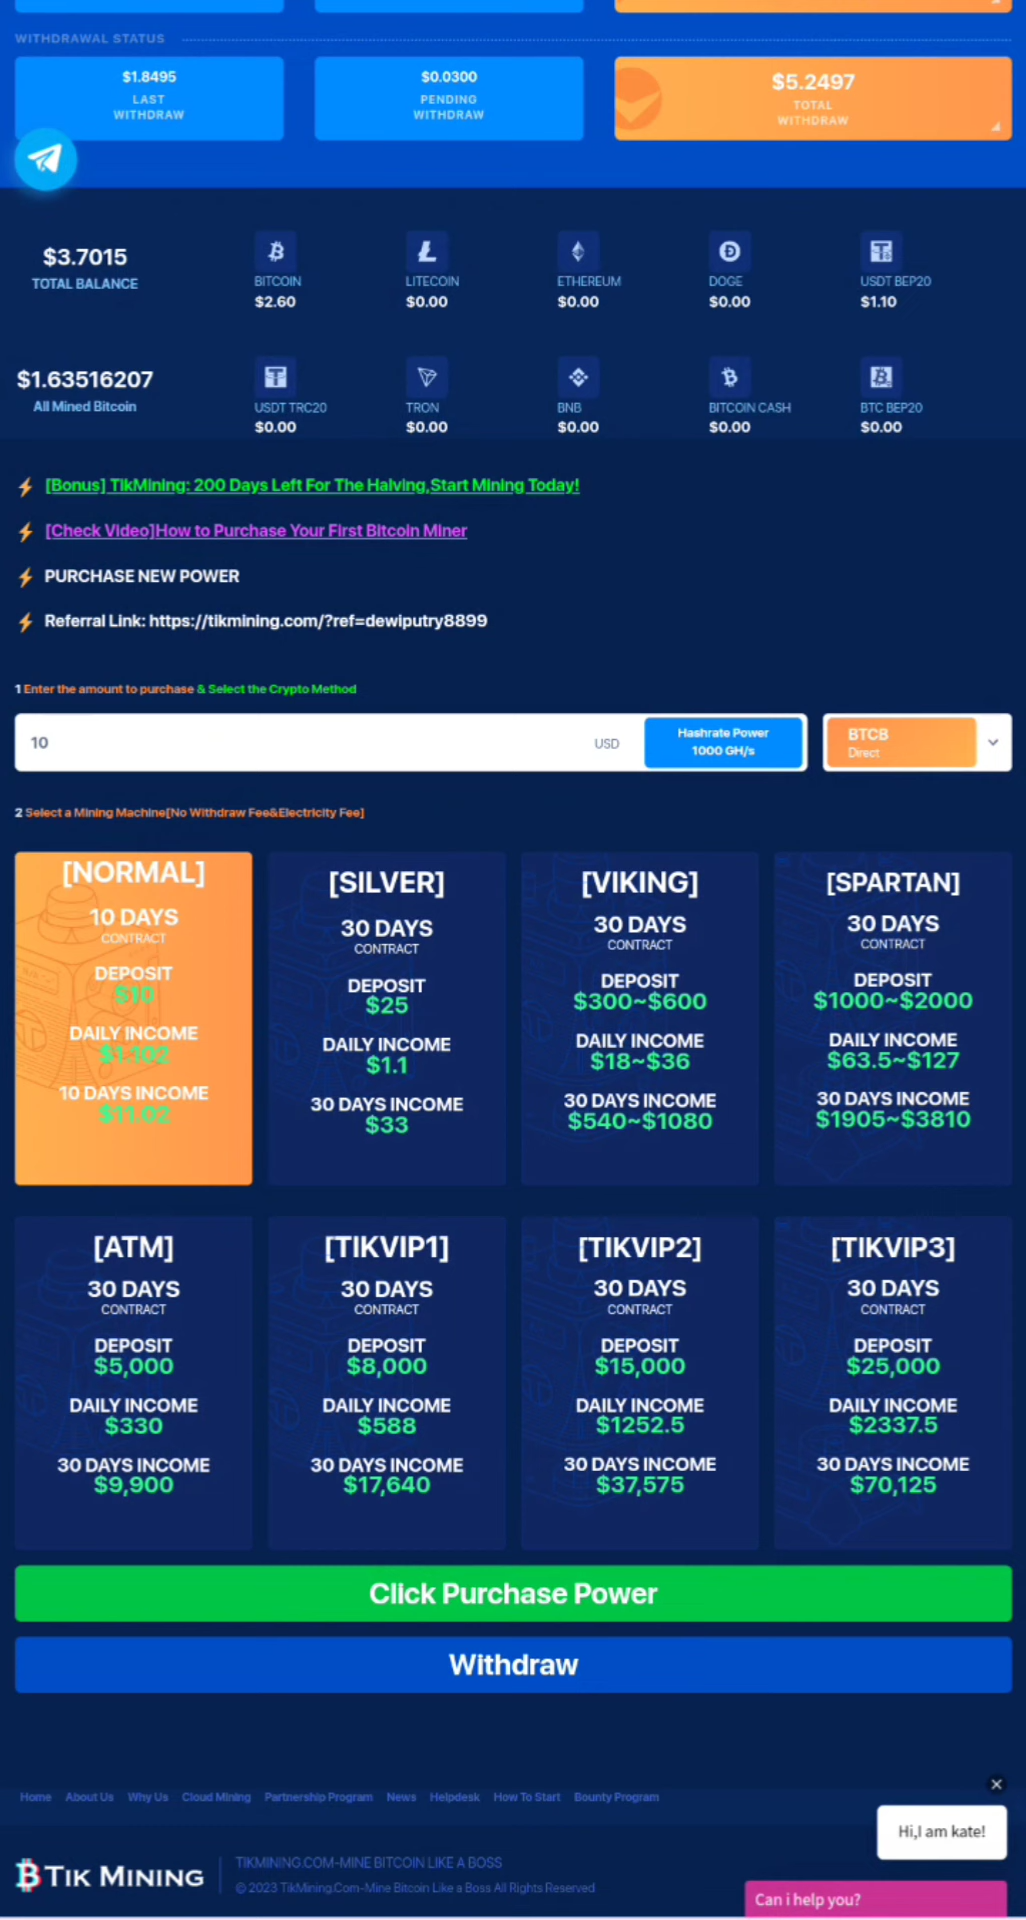 WITHDRAWAL STATUS
$1.8495
LAST
WITHDRAW
$0.0300
PENDING
WITHDRAW
$5.2497
TOTAL
WITHDRAW
$3.7015
TOTAL BALANCE
BITCOIN
$2.60
LITECOIN
$0.00
ETHEREUM
$0.00
DOGE
$0.00
USDT BEP20
$1.10
$1.63516207
All Mined Bitcoin
USDT TRC20
$0.00
TRON
$0.00
BNB
$0.00
BITCOIN CASH
$0.00
BTC BEP20
$0.00
[Bonus] TikMining: 200 Days Left For The Halving,Start Mining Today!
[Check Video]How to Purchase Your First Bitcoin Miner
PURCHASE NEW POWER
Referral Link: https://tikmining.com/?ref=dewiputry8899
1 Enter the amount to purchase & Select the Crypto Method
10
USD
Hashrate Power
1000 GH/s
BTCB
Direct
2 Select a Mining Machine[No Withdraw Fee&Electricity Fee]
[NORMAL]
10 DAYS
CONTRACT
DEPOSIT
$10
DAILY INCOME
$1.102
10 DAYS INCOME
$11.02
[SILVER]
30 DAYS
CONTRACT
DEPOSIT
$25
DAILY INCOME
$1.1
30 DAYS INCOME
$33
[VIKING]
30 DAYS
CONTRACT
DEPOSIT
$300~$600
DAILY INCOME
$18~$36
30 DAYS INCOME
$540~$1080
[SPARTAN]
30 DAYS
CONTRACT
DEPOSIT
$1000~$2000
DAILY INCOME
$63.5~$127
30 DAYS INCOME
$1905~$3810
[ATM]
30 DAYS
CONTRACT
DEPOSIT
$5,000
DAILY INCOME
$330
30 DAYS INCOME
$9,900
[TIKVIP1]
30 DAYS
CONTRACT
DEPOSIT
$8,000
DAILY INCOME
$588
30 DAYS INCOME
$17,640
[TIKVIP2]
30 DAYS
CONTRACT
DEPOSIT
$15,000
DAILY INCOME
$1252.5
30 DAYS INCOME
$37,575
[TIKVIP3]
30 DAYS
CONTRACT
DEPOSIT
$25,000
DAILY INCOME
$2337.5
30 DAYS INCOME
$70,125
Click Purchase Power
Withdraw
Home About Us Why Us Cloud Mining Partnership Program News Helpdesk How To Start Bounty Program
Hi,I am kate!
TIK MINING
TIKMINING.COM-MINE BITCOIN LIKE A BOSS
© 2023 TikMining.Com-Mine Bitcoin Like a Boss All Rights Reserved
Can i help you?